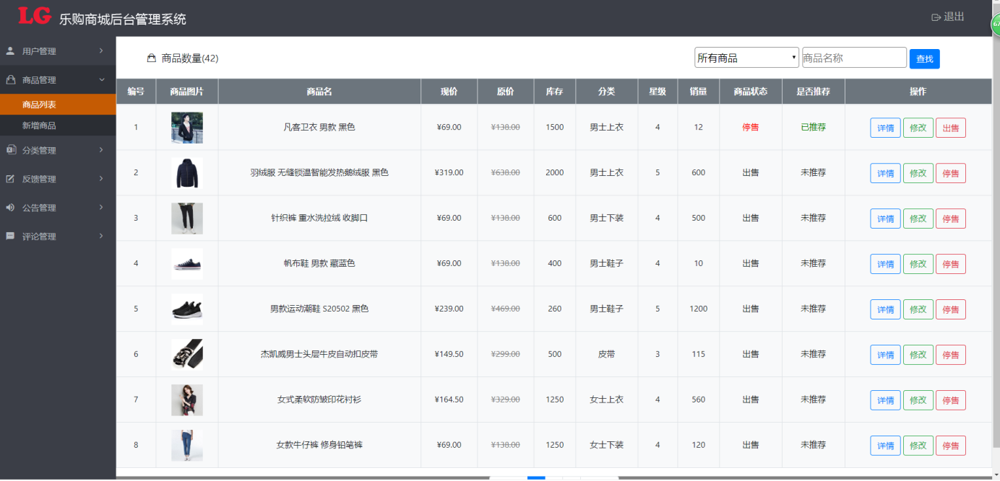 LG 乐购商城后台管理系统 退出
67
用户管理
商品管理
商品列表
新增商品
分类管理
反馈管理
公告管理
评论管理
商品数量(42) 所有商品 商品名称 查找
编号 商品图片 商品名 现价 原价 库存 分类 星级 销量 商品状态 是否推荐 操作
1 凡客卫衣 男款 黑色 ¥69.00 ¥138.00 1500 男士上衣 4 12 停售 已推荐 详情 修改 出售
2 羽绒服 无缝锁温智能发热鹅绒服 黑色 ¥319.00 ¥638.00 2000 男士上衣 5 600 出售 未推荐 详情 修改 停售
3 针织裤 重水洗拉绒 收脚口 ¥69.00 ¥138.00 600 男士下装 4 500 出售 未推荐 详情 修改 停售
4 帆布鞋 男款 藏蓝色 ¥69.00 ¥138.00 400 男士鞋子 4 10 出售 未推荐 详情 修改 停售
5 男款运动潮鞋 S20502 黑色 ¥239.00 ¥469.00 260 男士鞋子 5 1200 出售 未推荐 详情 修改 停售
6 杰凯威男士头层牛皮自动扣皮带 ¥149.50 ¥299.00 500 皮带 3 115 出售 未推荐 详情 修改 停售
7 女式柔软防皱印花衬衫 ¥164.50 ¥329.00 1250 女士上衣 4 560 出售 未推荐 详情 修改 停售
8 女款牛仔裤 修身铅笔裤 ¥69.00 ¥138.00 1250 女士下装 4 120 出售 未推荐 详情 修改 停售